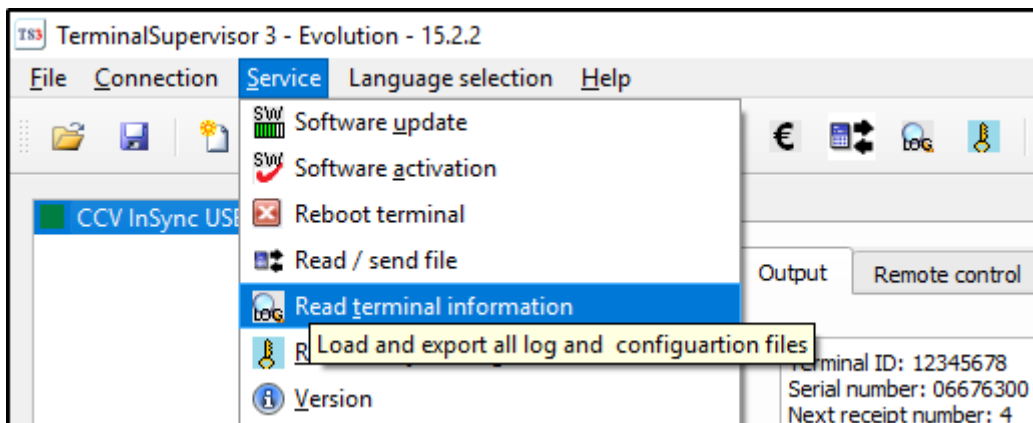 TS3 TerminalSupervisor 3 - Evolution - 15.2.2
File Connection Service Language selection Help
SW Software update
SW Software activation
€ LOG
Reboot terminal
CCV InSync USB
Read / send file
Output Remote control
LOG Read terminal information
Load and export all log and configuartion files
Terminal ID: 12345678
Serial number: 06676300
Version
Next receipt number: 4